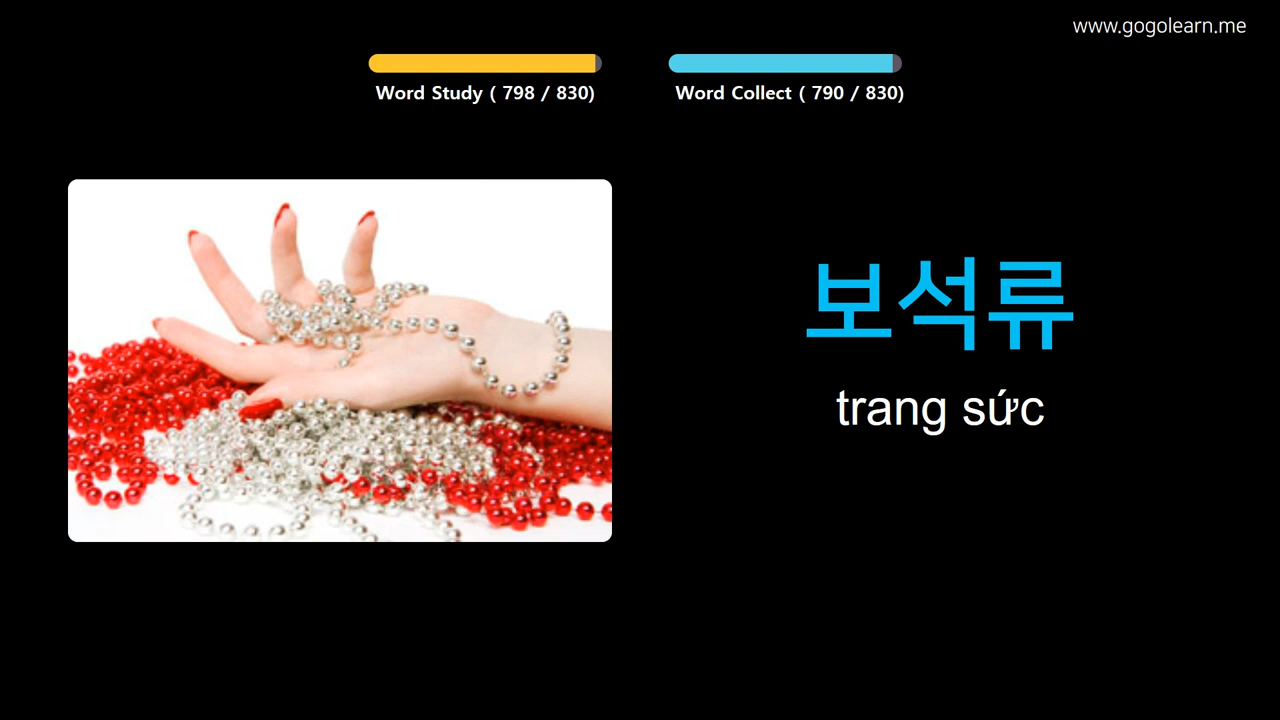 www.gogolearn.me
Word Study ( 798 / 830)
Word Collect ( 790 / 830)
보석류
trang sức